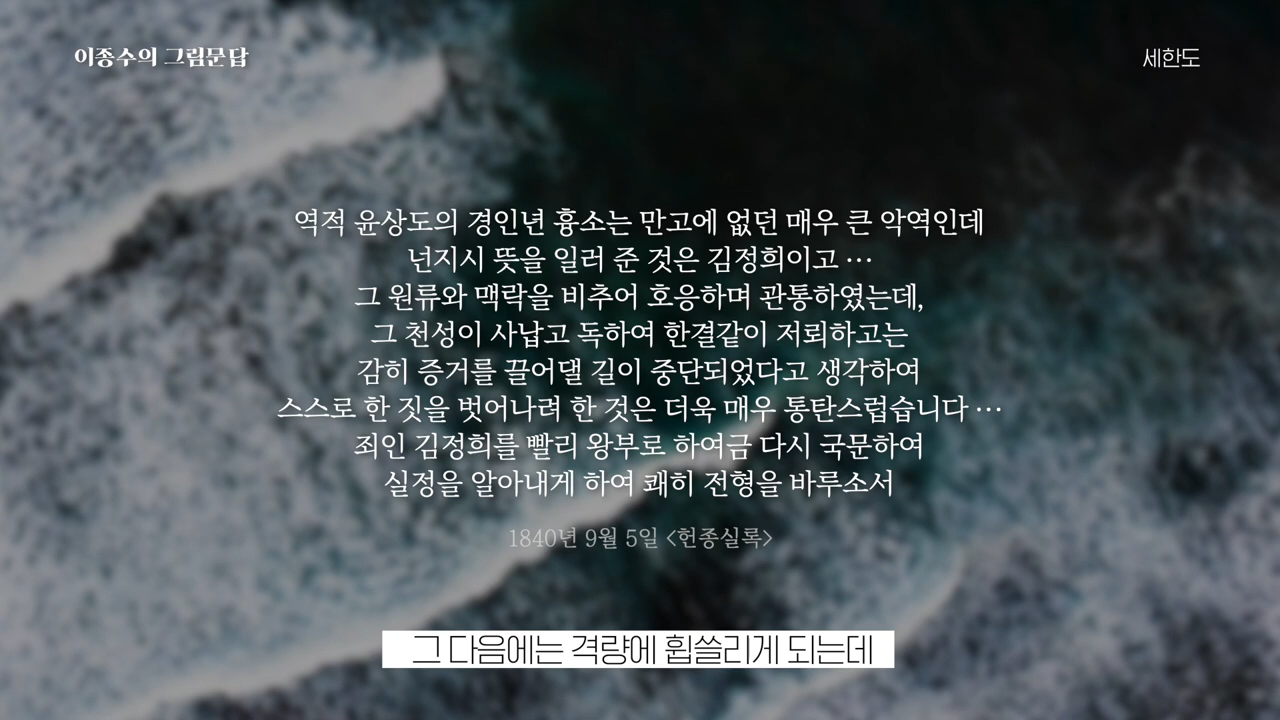 이종수의 그림문답
세한도
역적 윤상도의 경인년 흉소는 만고에 없던 매우 큰 악역인데
넌지시 뜻을 일러 준 것은 김정희이고 …
그 원류와 맥락을 비추어 호응하며 관통하였는데,
그 천성이 사납고 독하여 한결같이 저뢰하고는
감히 증거를 끌어댈 길이 중단되었다고 생각하여
스스로 한 짓을 벗어나려 한 것은 더욱 매우 통탄스럽습니다 …
죄인 김정희를 빨리 왕부로 하여금 다시 국문하여
실정을 알아내게 하여 쾌히 전형을 바루소서
1840년 9월 5일 <헌종실록>
그 다음에는 격량에 휩쓸리게 되는데